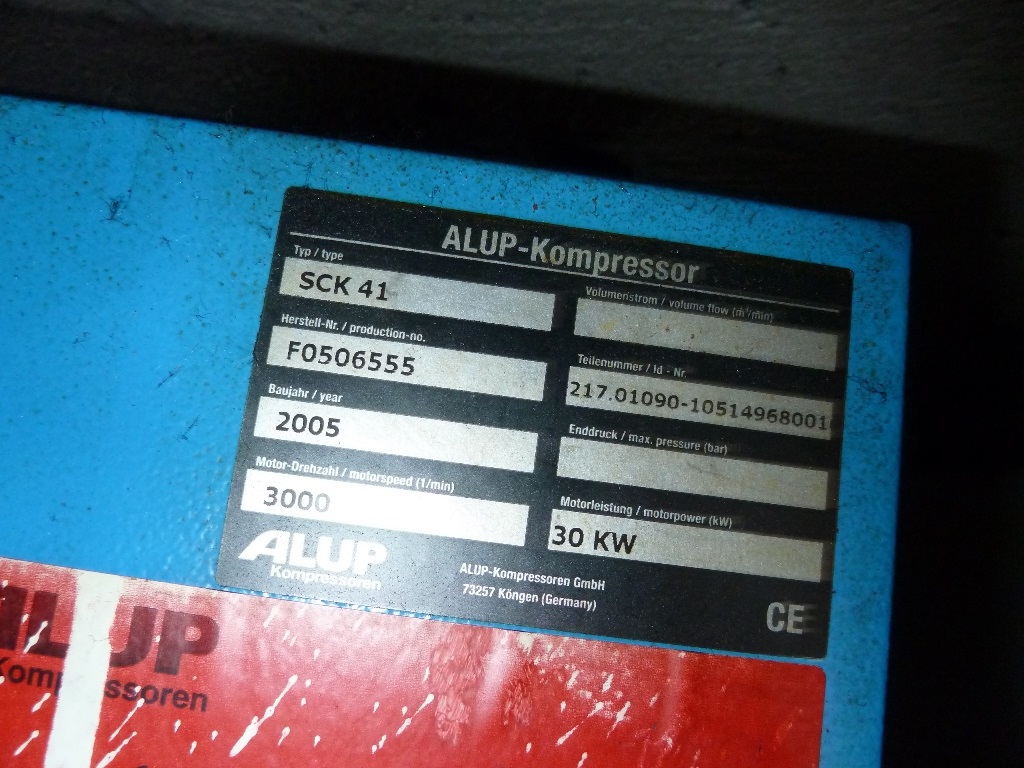 ALUP-Kompressor
Typ / type
SCK 41
Volumenstrom / volume flow (m³/min)
Herstell-Nr. / production-no.
F0506555
Teilenummer / Id - Nr.
217.01090-10514968001
Baujahr / year
2005
Enddruck / max. pressure (bar)
Motor-Drehzahl / motorspeed (1/min)
3000
Motorleistung / motorpower (kW)
30 KW
ALUP
Kompressoren
ALUP-Kompressoren GmbH
73257 Köngen (Germany)
CE
ALUP
Kompressoren